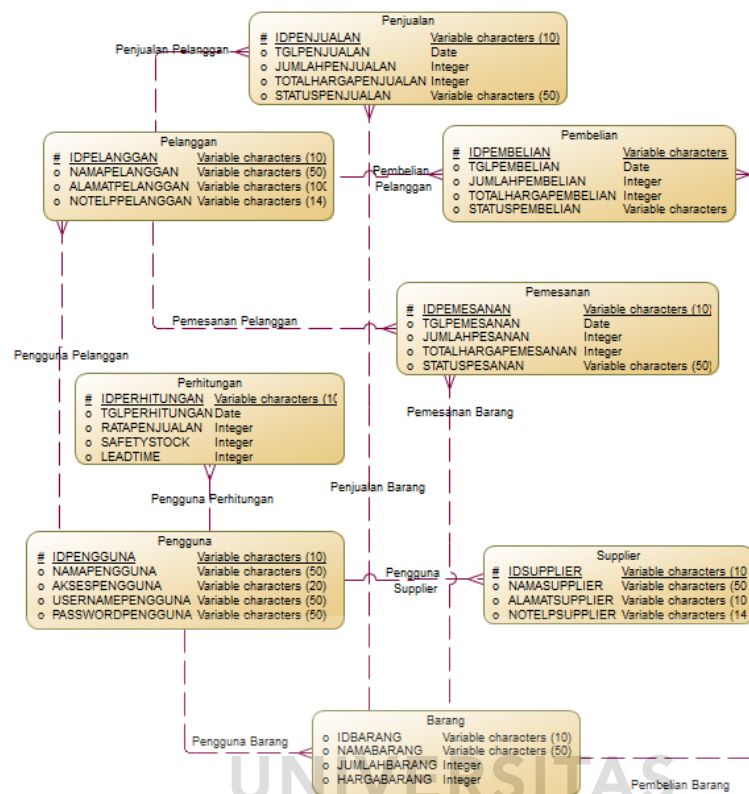 Penjualan
# IDPENJUALAN Variable characters (10)
o TGLPENJUALAN Date
o JUMLAHPENJUALAN Integer
o TOTALHARGAPENJUALAN Integer
o STATUSPENJUALAN Variable characters (50)
Penjualan Pelanggan
Pelanggan
# IDPELANGGAN Variable characters (10)
o NAMAPELANGGAN Variable characters (50)
o ALAMATPELANGGAN Variable characters (100
o NOTELPPELANGGAN Variable characters (14)
Pembelian
Pelanggan
Pembelian
# IDPEMBELIAN Variable characters
o TGLPEMBELIAN Date
o JUMLAHPEMBELIAN Integer
o TOTALHARGAPEMBELIAN Integer
o STATUSPEMBELIAN Variable characters
Pemesanan
# IDPEMESANAN Variable characters (10)
o TGLPEMESANAN Date
o JUMLAHPESANAN Integer
o TOTALHARGAPEMESANAN Integer
o STATUSPESANAN Variable characters (50)
Pemesanan Pelanggan
Pengguna Pelanggan
Perhitungan
# IDPERHITUNGAN Variable characters (10
o TGLPERHITUNGAN Date
o RATAPENJUALAN Integer
o SAFETYSTOCK Integer
o LEADTIME Integer
Pemesanan Barang
Penjualan Barang
Pengguna Perhitungan
Pengguna
# IDPENGGUNA Variable characters (10)
o NAMAPENGGUNA Variable characters (50)
o AKSESPENGGUNA Variable characters (20)
o USERNAMEPENGGUNA Variable characters (50)
o PASSWORDPENGGUNA Variable characters (50)
Pengguna
Supplier
Supplier
# IDSUPPLIER Variable characters (10
o NAMASUPPLIER Variable characters (50
o ALAMATSUPPLIER Variable characters (10
o NOTELPSUPPLIER Variable characters (14
Pengguna Barang
Barang
o IDBARANG Variable characters (10)
o NAMABARANG Variable characters (50)
o JUMLAHBARANG Integer
o HARGABARANG Integer
Pembelian Barang
UNIVERSITAS